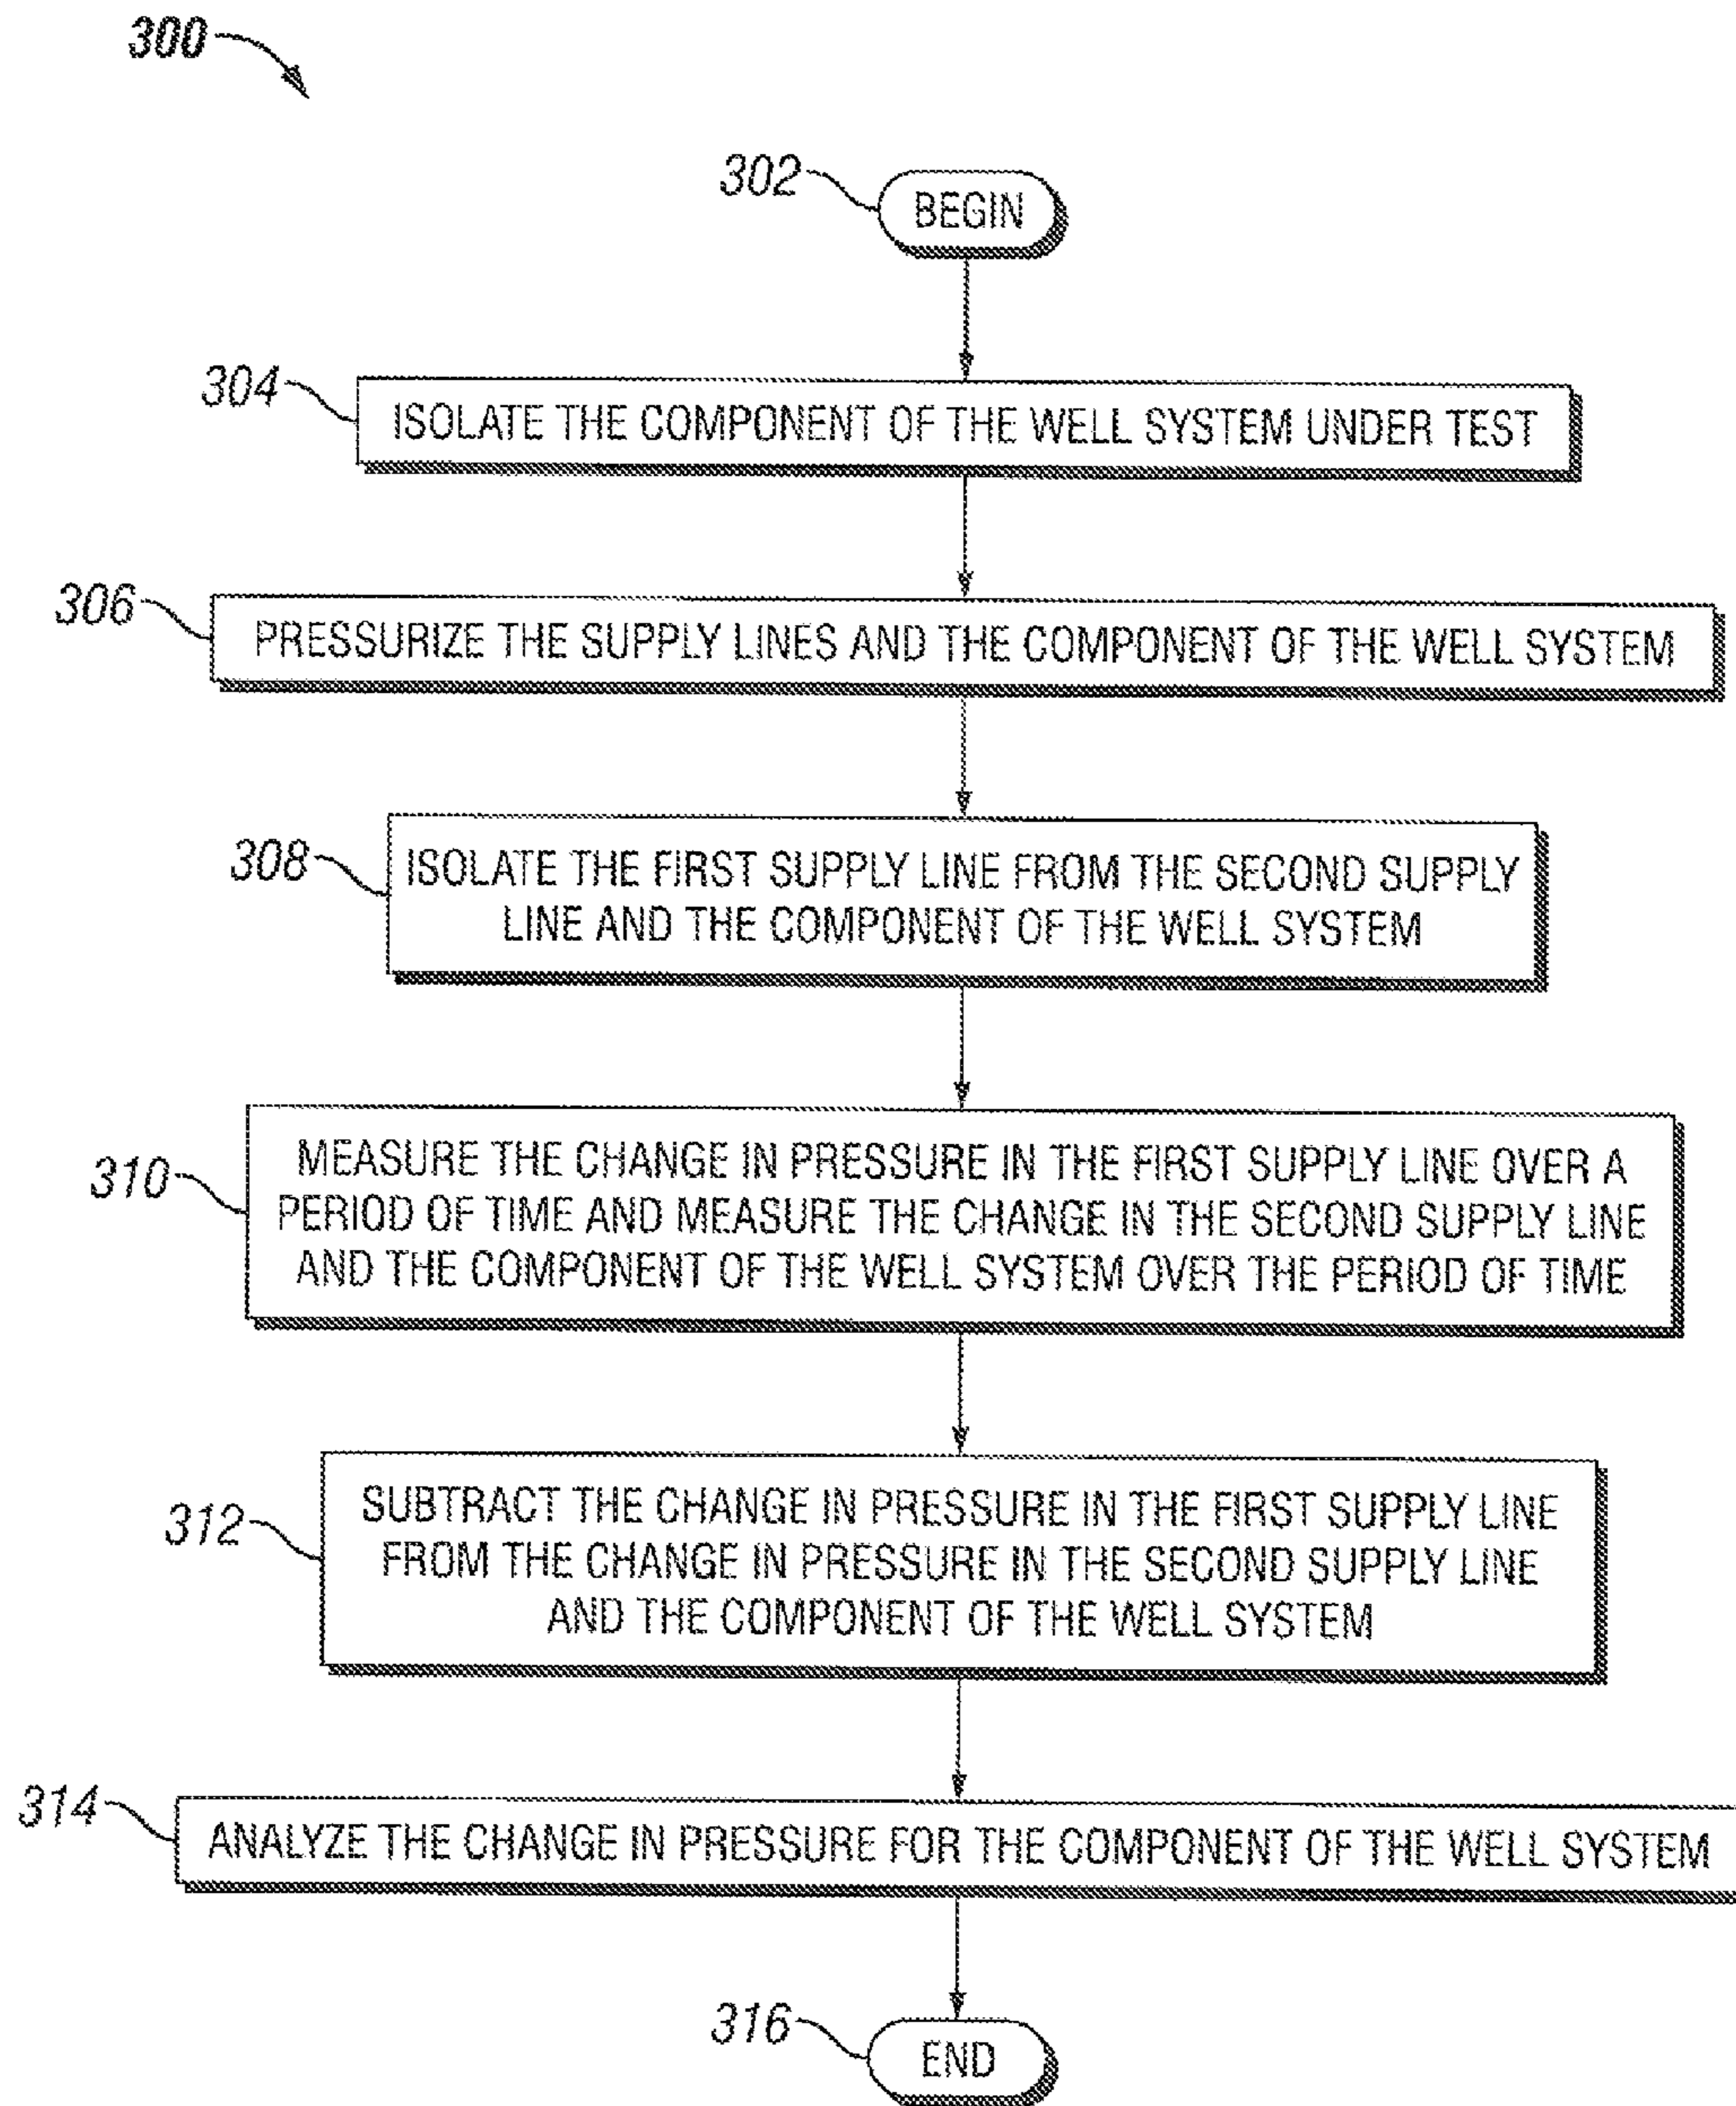 300
302
BEGIN
304
ISOLATE THE COMPONENT OF THE WELL SYSTEM UNDER TEST
306
PRESSURIZE THE SUPPLY LINES AND THE COMPONENT OF THE WELL SYSTEM
308
ISOLATE THE FIRST SUPPLY LINE FROM THE SECOND SUPPLY
LINE AND THE COMPONENT OF THE WELL SYSTEM
310
MEASURE THE CHANGE IN PRESSURE IN THE FIRST SUPPLY LINE OVER A
PERIOD OF TIME AND MEASURE THE CHANGE IN THE SECOND SUPPLY LINE
AND THE COMPONENT OF THE WELL SYSTEM OVER THE PERIOD OF TIME
312
SUBTRACT THE CHANGE IN PRESSURE IN THE FIRST SUPPLY LINE
FROM THE CHANGE IN PRESSURE IN THE SECOND SUPPLY LINE
AND THE COMPONENT OF THE WELL SYSTEM
314
ANALYZE THE CHANGE IN PRESSURE FOR THE COMPONENT OF THE WELL SYSTEM
316
END